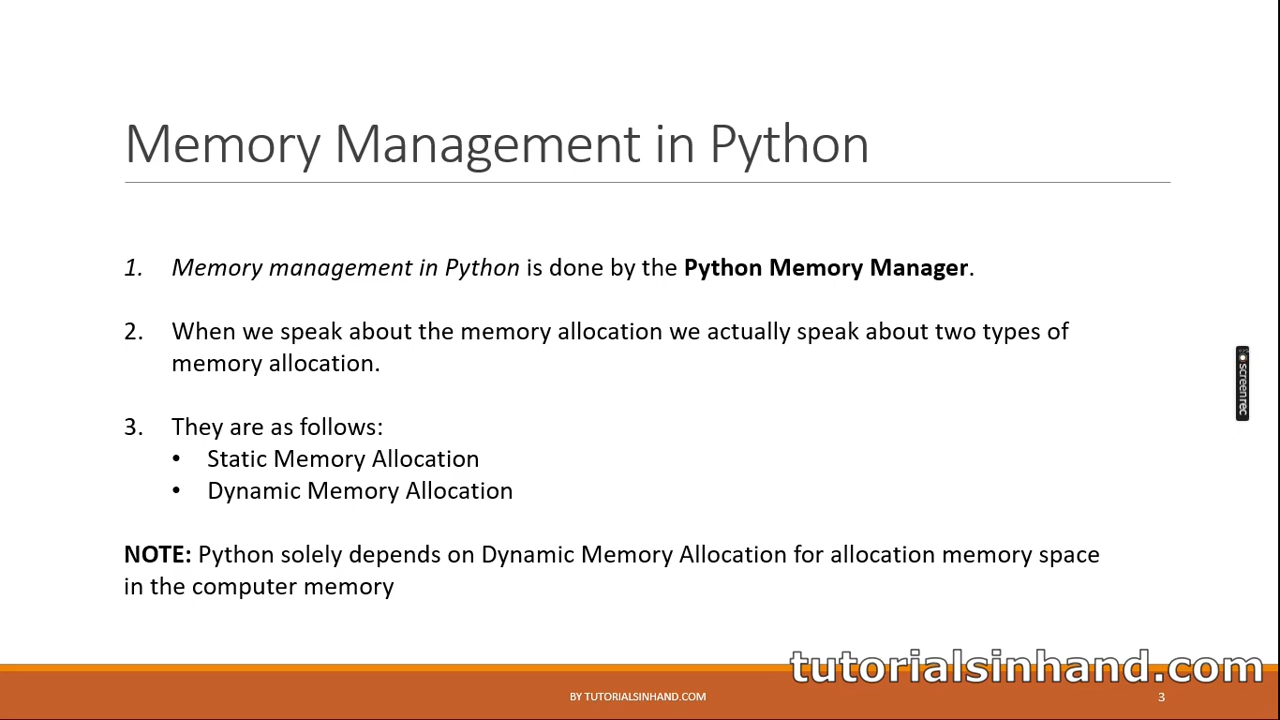 Memory Management in Python
1. Memory management in Python is done by the Python Memory Manager.
2. When we speak about the memory allocation we actually speak about two types of
memory allocation.
3. They are as follows:
• Static Memory Allocation
• Dynamic Memory Allocation
NOTE: Python solely depends on Dynamic Memory Allocation for allocation memory space
in the computer memory
screenrec
tutorialsinhand.com
BY TUTORIALSINHAND.COM
3